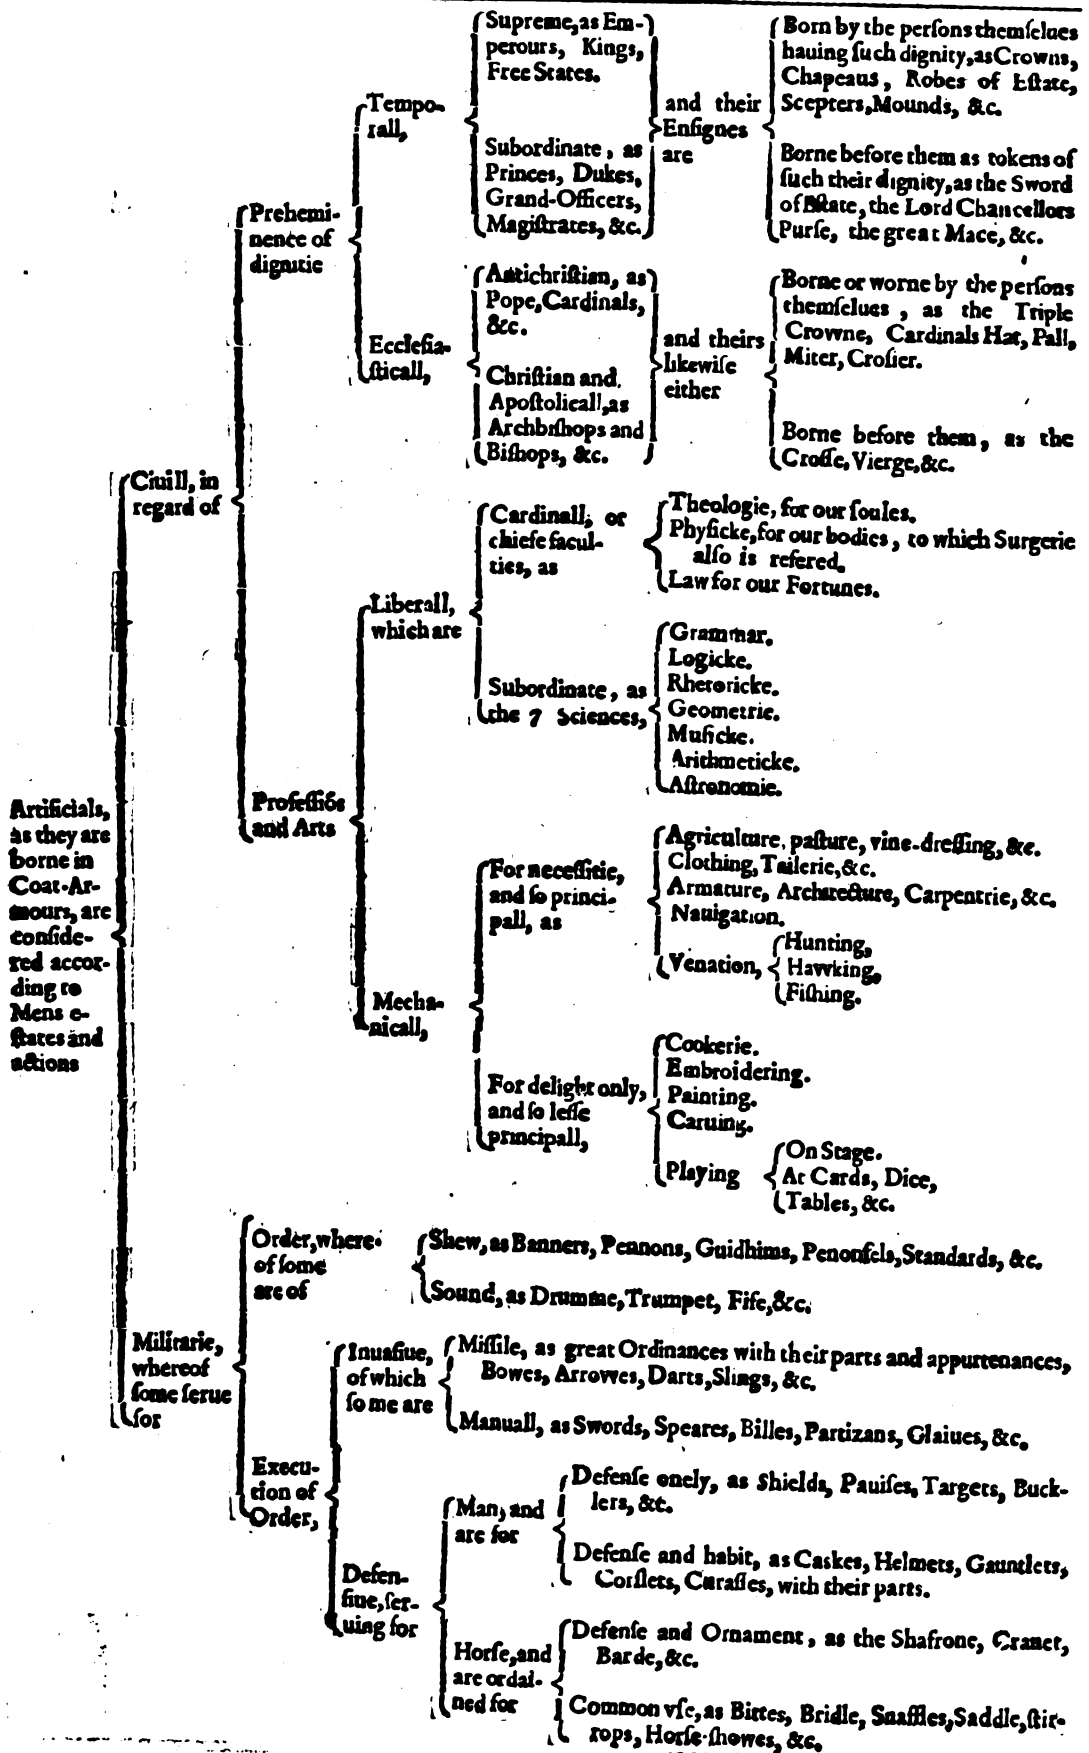 Artificials,
as they are
borne in
Coat-Ar-
mours, are
conside-
red accor-
ding to
Mens e-
states and
actions
Ciuill, in
regard of
Prehemi-
nence of
dignitie
Tempo-
rall,
Supreme, as Em-
perours, Kings,
Free States.
Subordinate, as
Princes, Dukes,
Grand-Officers,
Magistrates, &c.
and their
Ensignes
are
Born by the persons themselues
hauing such dignity, as Crowns,
Chapeaus, Robes of Estate,
Scepters, Mounds, &c.
Borne before them as tokens of
such their dignity, as the Sword
of Estate, the Lord Chancellors
Purse, the great Mace, &c.
Ecclesia-
sticall,
Antichristian, as
Pope, Cardinals,
&c.
Christian and
Apostolicall, as
Archbishops and
Bishops, &c.
and theirs
likewise
either
Borne or worne by the persons
themselues, as the Triple
Crowne, Cardinals Hat, Pall,
Miter, Crosier.
Borne before them, as the
Crosse, Vierge, &c.
Professiõs
and Arts
Liberall,
which are
Cardinall, or
chiefe facul-
ties, as
Theologie, for our soules.
Physicke, for our bodies, to which Surgerie
also is refered.
Law for our Fortunes.
Subordinate, as
the 7 Sciences,
Grammar.
Logicke.
Rhetoricke.
Geometrie.
Musicke.
Arithmeticke.
Astronomie.
Mecha-
nicall,
For necessitie,
and so princi-
pall, as
Agriculture, pasture, vine-dressing, &c.
Clothing, Tailerie, &c.
Armature, Architecture, Carpentrie, &c.
Nauigation.
Venation,
Hunting,
Hawking,
Fishing.
For delight only,
and so lesse
principall,
Cookerie.
Embroidering.
Painting.
Caruing.
Playing
On Stage.
At Cards, Dice,
Tables, &c.
Militarie,
whereof
some serue
for
Order, where-
of some
are of
Shew, as Banners, Pennons, Guidhims, Penonsels, Standards, &c.
Sound, as Drumme, Trumpet, Fife, &c.
Execu-
tion of
Order,
Inuasiue,
of which
some are
Missile, as great Ordinances with their parts and appurtenances,
Bowes, Arrowes, Darts, Slings, &c.
Manuall, as Swords, Speares, Billes, Partizans, Glaiues, &c.
Defen-
siue, ser-
uing for
Man, and
are for
Defense onely, as Shields, Pauises, Targets, Buck-
lers, &c.
Defense and habit, as Caskes, Helmets, Gauntlets,
Corslets, Curasses, with their parts.
Horse, and
are ordai-
ned for
Defense and Ornament, as the Shafrone, Cranet,
Barde, &c.
Common vse, as Bittes, Bridle, Snaffles, Saddle, stir-
rops, Horse-showes, &c.